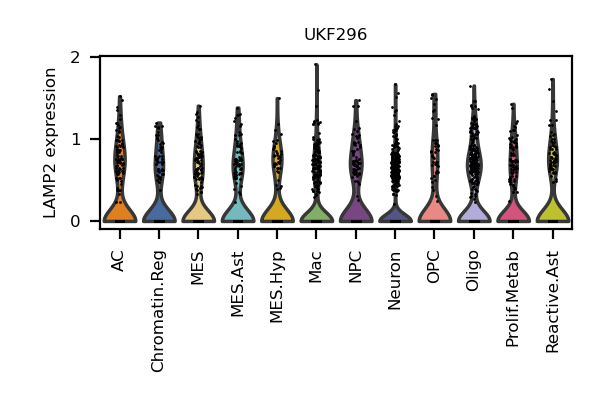 UKF296
LAMP2 expression
2
1
0
AC
Chromatin.Reg
MES
MES.Ast
MES.Hyp
Mac
NPC
Neuron
OPC
Oligo
Prolif.Metab
Reactive.Ast